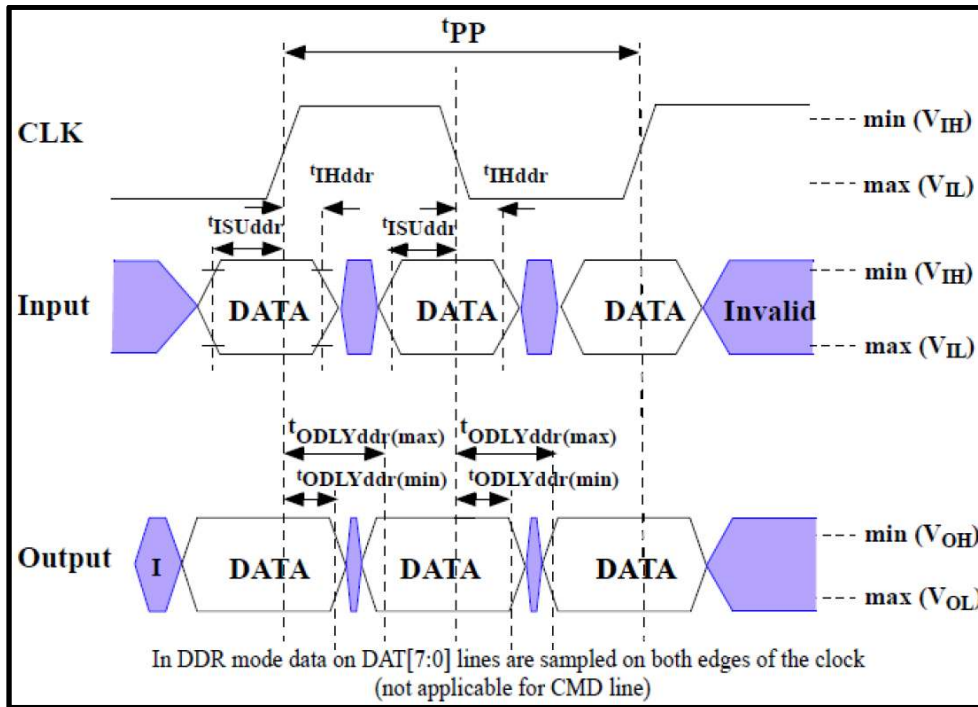 tPP
CLK
min (VIH)
tIHddr tIHddr
max (VIL)
tISUddr tISUddr
min (VIH)
Input DATA DATA DATA Invalid
max (VIL)
tODLYddr(max) tODLYddr(max)
tODLYddr(min) tODLYddr(min)
min (VOH)
Output I DATA DATA DATA
max (VOL)
In DDR mode data on DAT[7:0] lines are sampled on both edges of the clock
(not applicable for CMD line)